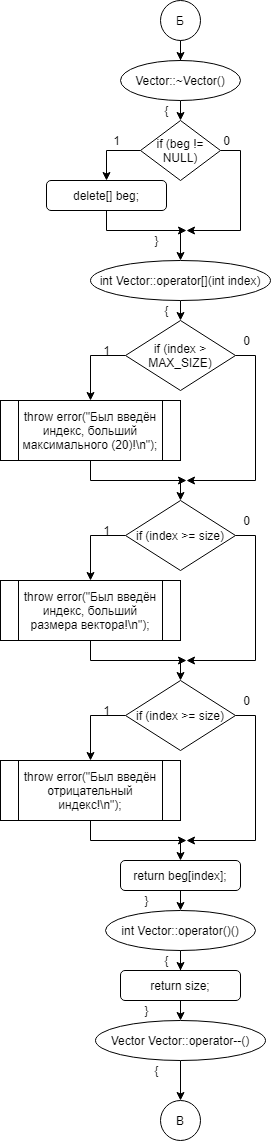 Б
Vector::~Vector()
{
if (beg !=
NULL)
1
0
delete[] beg;
}
int Vector::operator[](int index)
{
if (index >
MAX_SIZE)
1
0
throw error("Был введён
индекс, больший
максимального (20)!\n");
if (index >= size)
1
0
throw error("Был введён
индекс, больший
размера вектора!\n");
if (index >= size)
1
0
throw error("Был введён
отрицательный
индекс!\n");
return beg[index];
}
int Vector::operator()()
{
return size;
}
Vector Vector::operator--()
{
В